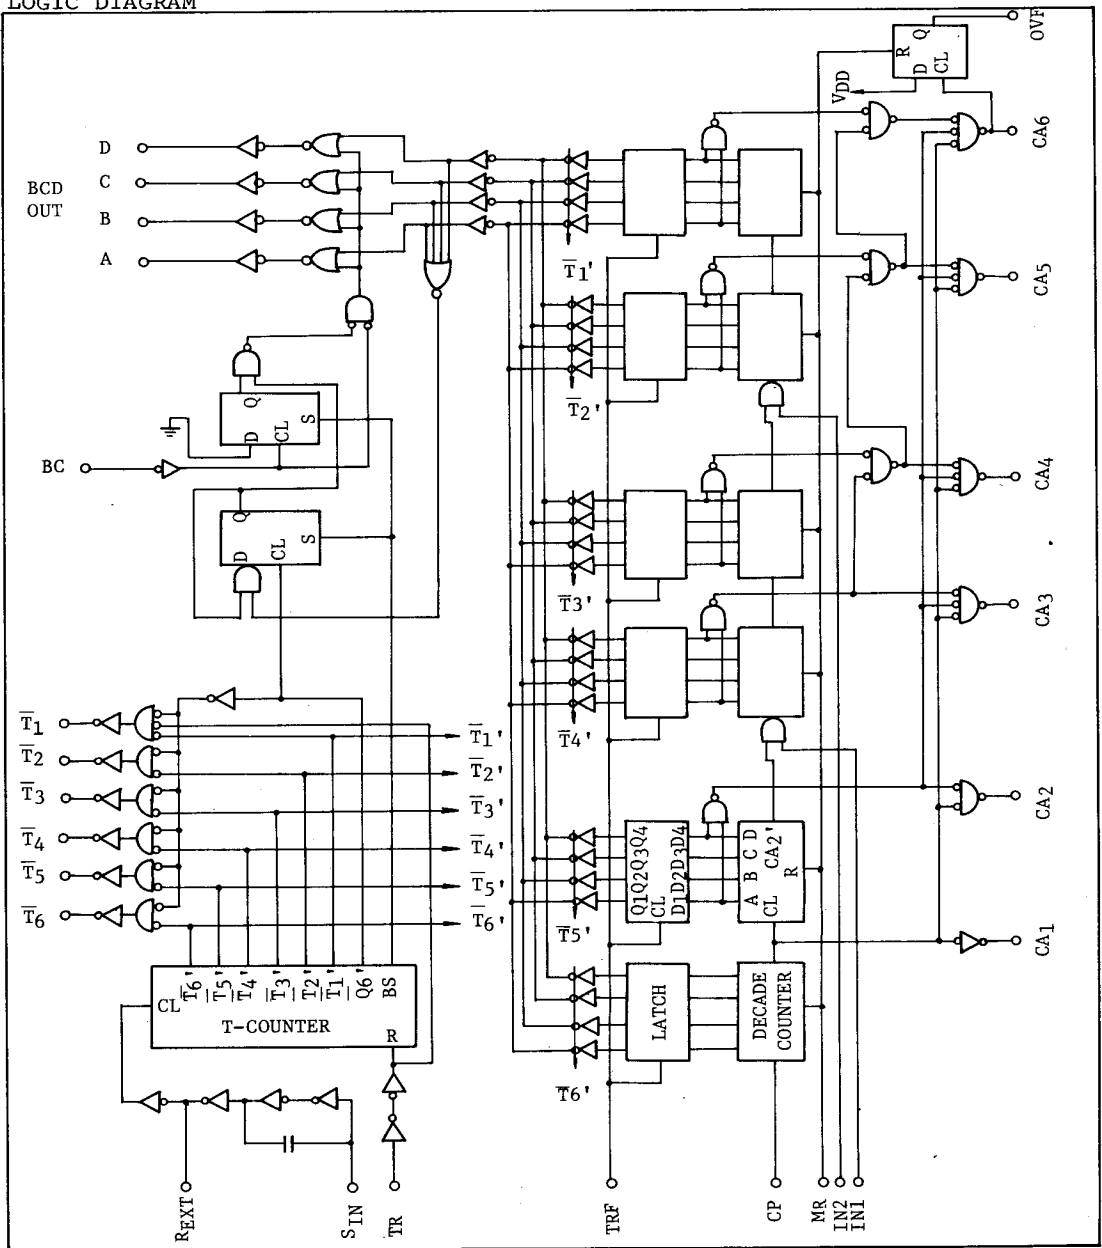 LOGIC DIAGRAM
OVF
Q
R
D
CL
VDD
CA6
D
C
BCD
OUT
B
A
T̅1'
CA5
T̅2'
Q
D
CL
S
BC
CA4
Q
D
CL
S
T̅3'
CA3
T̅1
T̅1'
T̅4'
T̅2
T̅2'
T̅3
T̅3'
CA2
T̅4
T̅4'
Q1Q2Q3Q4
CL
D1D2D3D4
A B C D
CL
CA2'
R
T̅5
T̅5'
T̅6
T̅6'
T̅5'
CA1
T̅6' T̅5' T̅4' T̅3' T̅2' T̅1' Q6' BS
CL
T-COUNTER
R
LATCH
DECADE
COUNTER
T̅6'
REXT
SIN
TR
TRF
CP
MR
IN2
IN1